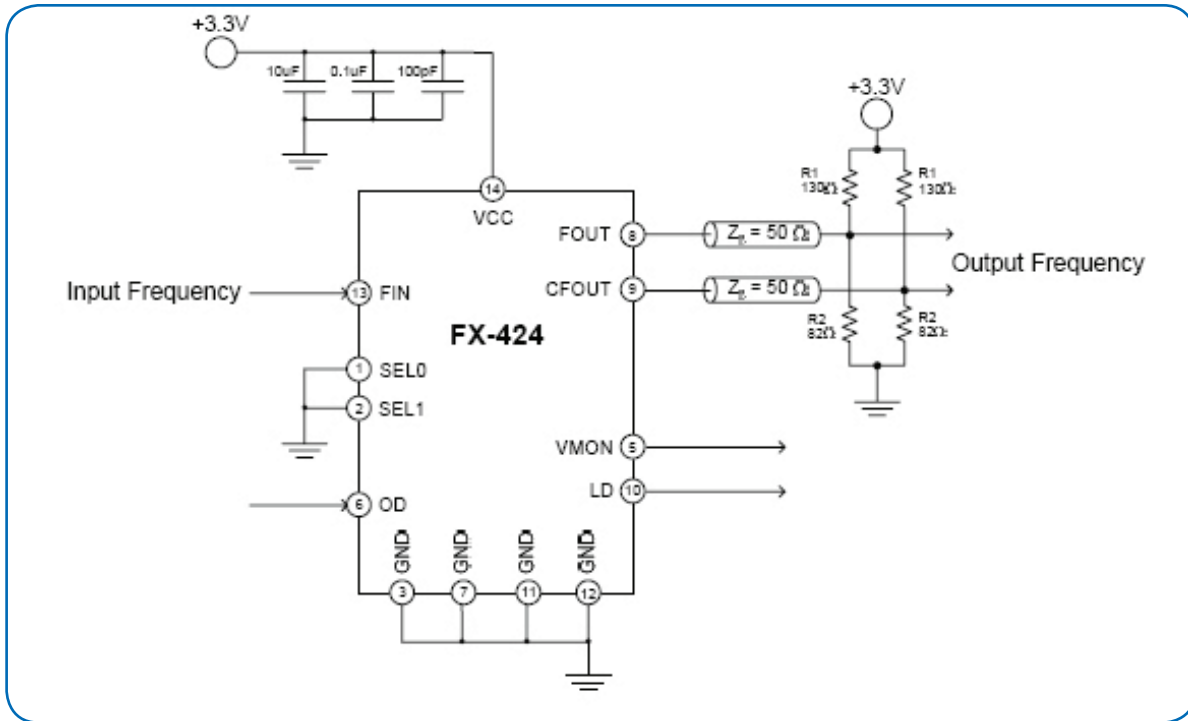 +3.3V
10uF 0.1uF 100pF
+3.3V
R1
130Ω
R1
130Ω
14
VCC
FOUT 8
Z0 = 50 Ω
Output Frequency
Input Frequency
13 FIN
CFOUT 9
Z0 = 50 Ω
FX-424
R2
82Ω
R2
82Ω
1 SEL0
2 SEL1
VMON 5
LD 10
6 OD
GND GND GND GND
3 7 11 12